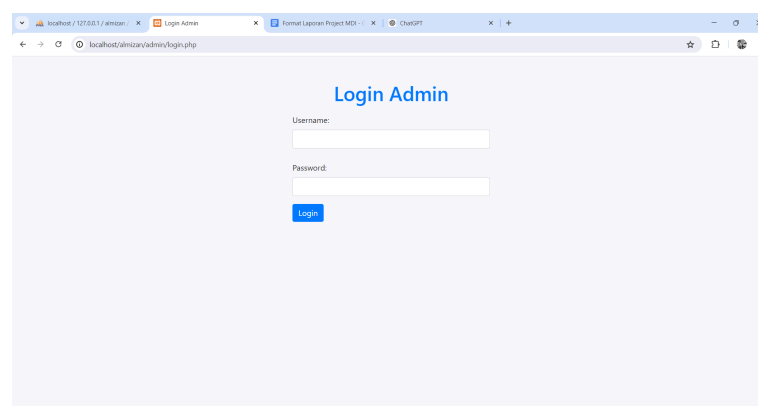 localhost / 127.0.0.1 / almizan /
Login Admin
Format Laporan Project MDI -
ChatGPT
localhost/almizan/admin/login.php
Login Admin
Username:
Password:
Login